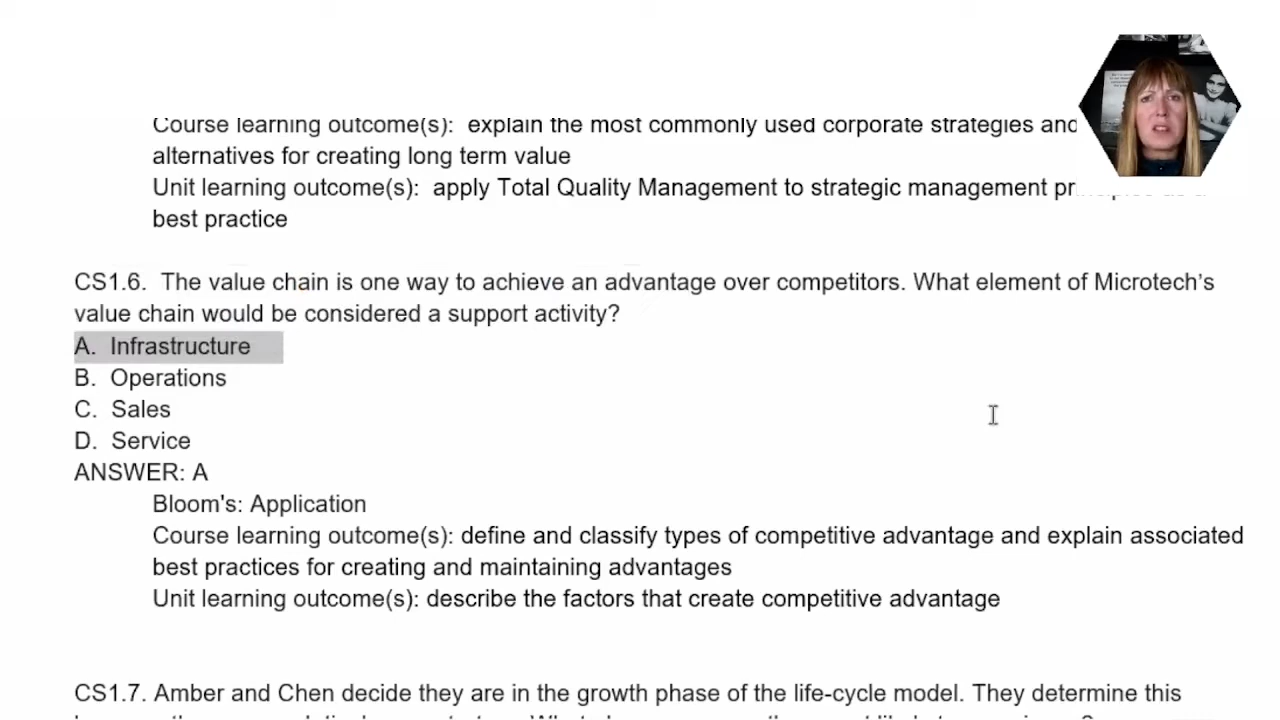 Course learning outcome(s): explain the most commonly used corporate strategies and
alternatives for creating long term value
Unit learning outcome(s): apply Total Quality Management to strategic management
best practice
CS1.6. The value chain is one way to achieve an advantage over competitors. What element of Microtech's
value chain would be considered a support activity?
A. Infrastructure
B. Operations
C. Sales
D. Service
ANSWER: A
Bloom's: Application
Course learning outcome(s): define and classify types of competitive advantage and explain associated
best practices for creating and maintaining advantages
Unit learning outcome(s): describe the factors that create competitive advantage
CS1.7. Amber and Chen decide they are in the growth phase of the life-cycle model. They determine this